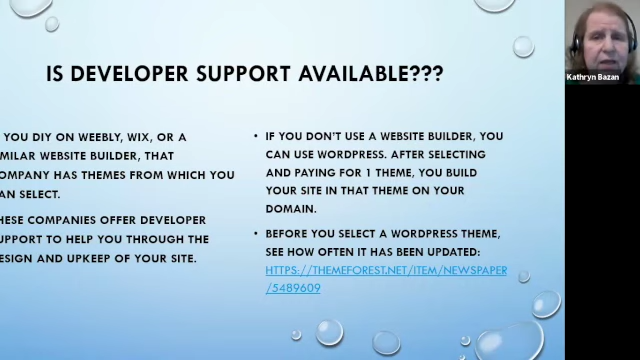 IS DEVELOPER SUPPORT AVAILABLE???
YOU DIY ON WEEBLY, WIX, OR A
MILAR WEBSITE BUILDER, THAT
OMPANY HAS THEMES FROM WHICH YOU
AN SELECT.
HESE COMPANIES OFFER DEVELOPER
UPPORT TO HELP YOU THROUGH THE
ESIGN AND UPKEEP OF YOUR SITE.
• IF YOU DON'T USE A WEBSITE BUILDER, YOU
CAN USE WORDPRESS. AFTER SELECTING
AND PAYING FOR 1 THEME, YOU BUILD
YOUR SITE IN THAT THEME ON YOUR
DOMAIN.
• BEFORE YOU SELECT A WORDPRESS THEME,
SEE HOW OFTEN IT HAS BEEN UPDATED:
HTTPS://THEMEFOREST.NET/ITEM/NEWSPAPER
/5489609
Kathryn Bazan